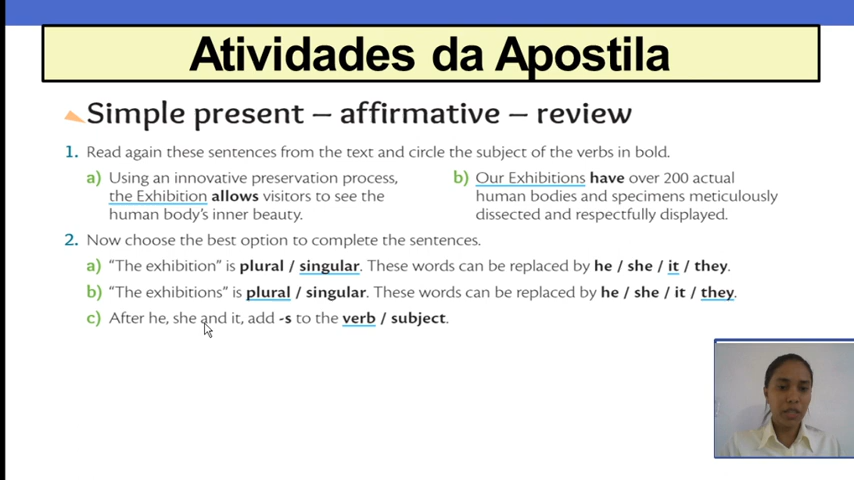 Atividades da Apostila
Simple present – affirmative – review
1. Read again these sentences from the text and circle the subject of the verbs in bold.
a) Using an innovative preservation process,
the Exhibition allows visitors to see the
human body's inner beauty.
b) Our Exhibitions have over 200 actual
human bodies and specimens meticulously
dissected and respectfully displayed.
2. Now choose the best option to complete the sentences.
a) “The exhibition” is plural / singular. These words can be replaced by he / she / it / they.
b) “The exhibitions” is plural / singular. These words can be replaced by he / she / it / they.
c) After he, she and it, add -s to the verb / subject.